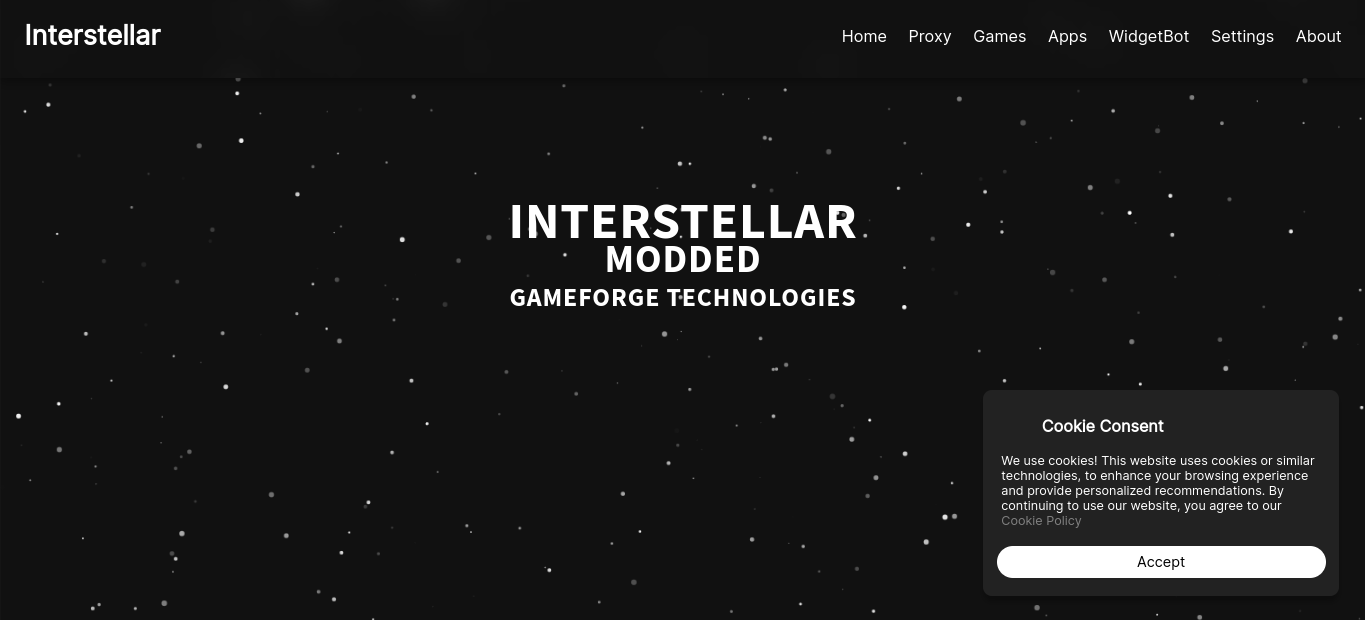 Interstellar
Home Proxy Games Apps WidgetBot Settings About
INTERSTELLAR
MODDED
GAMEFORGE TECHNOLOGIES
Cookie Consent
We use cookies! This website uses cookies or similar
technologies, to enhance your browsing experience
and provide personalized recommendations. By
continuing to use our website, you agree to our
Cookie Policy
Accept